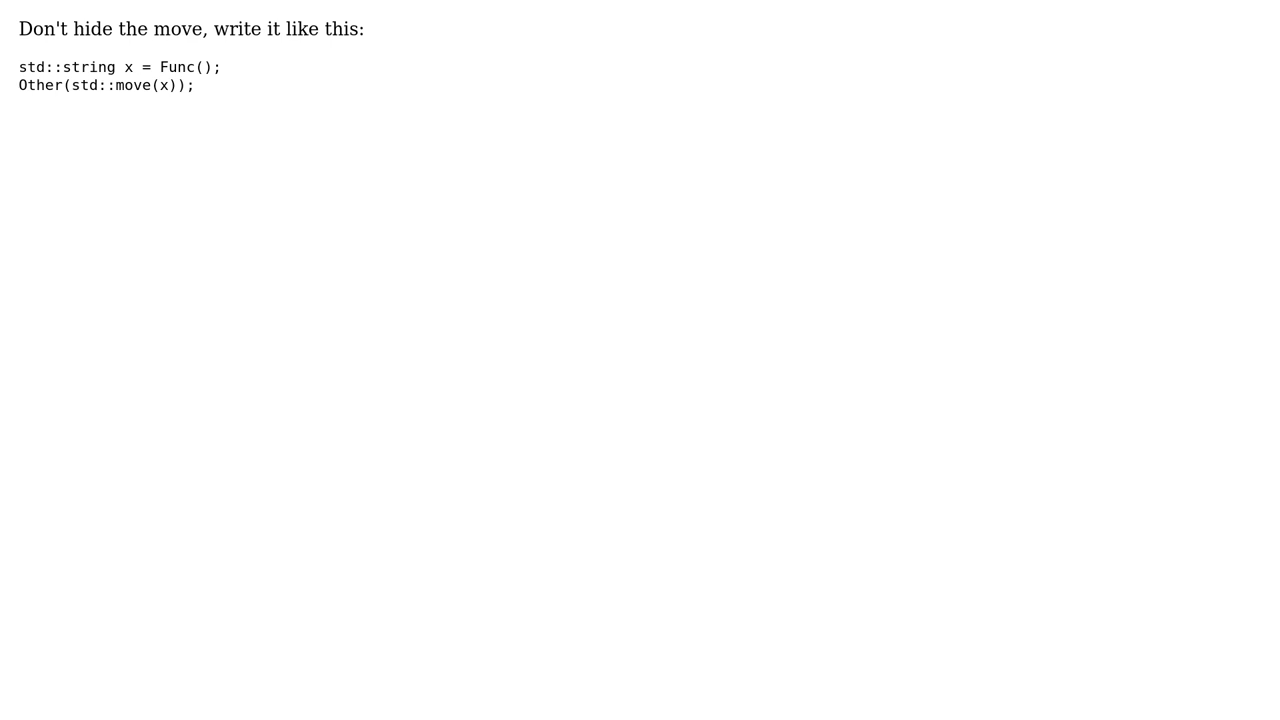 Don't hide the move, write it like this:
std::string x = Func();
Other(std::move(x));